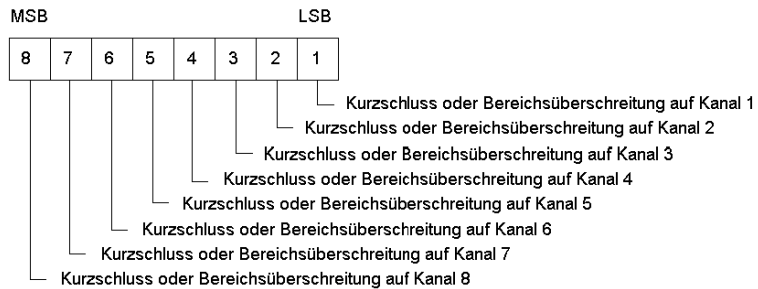 MSB LSB
8 7 6 5 4 3 2 1
Kurzschluss oder Bereichsüberschreitung auf Kanal 1
Kurzschluss oder Bereichsüberschreitung auf Kanal 2
Kurzschluss oder Bereichsüberschreitung auf Kanal 3
Kurzschluss oder Bereichsüberschreitung auf Kanal 4
Kurzschluss oder Bereichsüberschreitung auf Kanal 5
Kurzschluss oder Bereichsüberschreitung auf Kanal 6
Kurzschluss oder Bereichsüberschreitung auf Kanal 7
Kurzschluss oder Bereichsüberschreitung auf Kanal 8